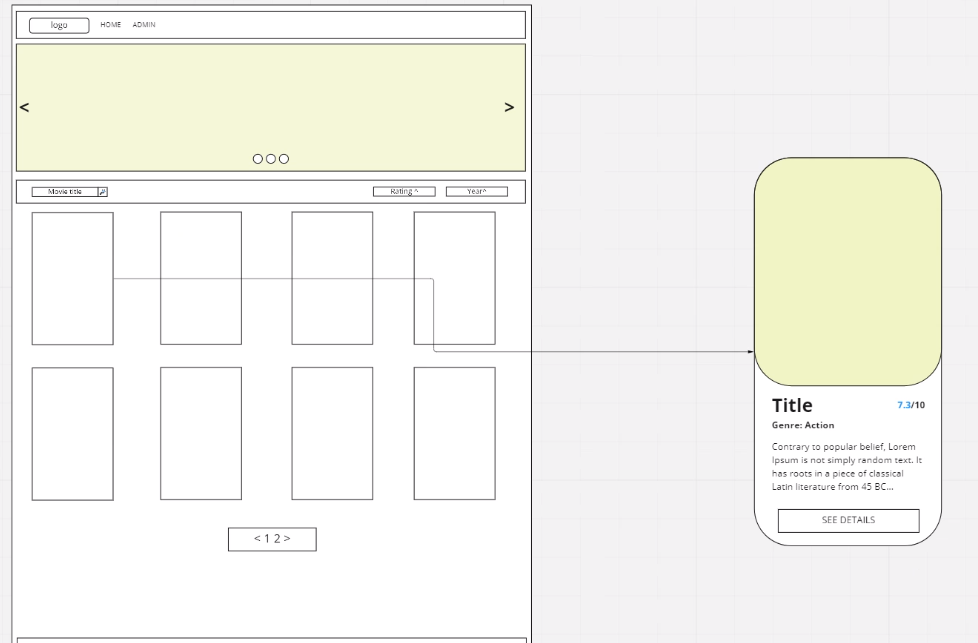 logo HOME ADMIN
< >
Movie title Rating ^ Year^
< 1 2 >
Title 7.3/10
Genre: Action
Contrary to popular belief, Lorem
Ipsum is not simply random text. It
has roots in a piece of classical
Latin literature from 45 BC...
SEE DETAILS